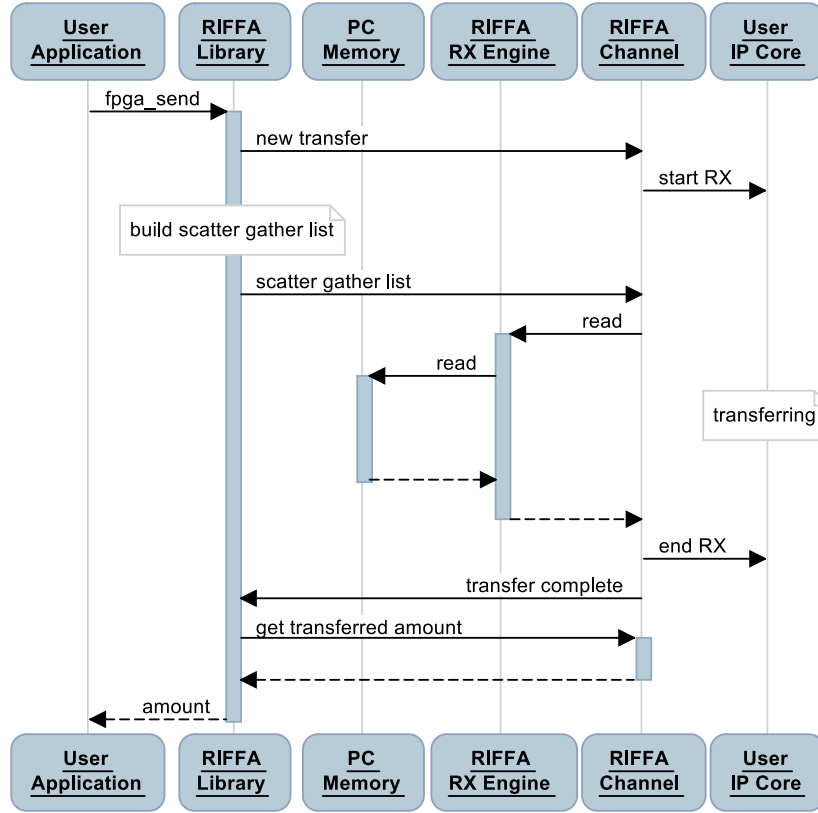 User
Application
RIFFA
Library
PC
Memory
RIFFA
RX Engine
RIFFA
Channel
User
IP Core
fpga_send
new transfer
start RX
build scatter gather list
scatter gather list
read
read
transferring
end RX
transfer complete
get transferred amount
amount
User
Application
RIFFA
Library
PC
Memory
RIFFA
RX Engine
RIFFA
Channel
User
IP Core